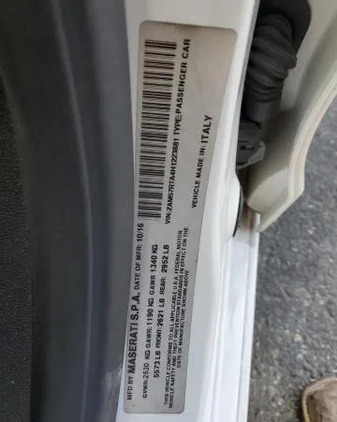 MFD BY: MASERATI S.P.A. DATE OF MFR: 10/16
GVWR:2530 KG GAWR:1190 KG GAWR 1340 KG
5573 LB FRONT:2621 LB REAR: 2952 LB
THIS VEHICLE CONFORMS TO ALL APPLICABLE U.S. FEDERAL MOTOR
VEHICLE SAFETY AND THEFT PREVENTION STANDARDS IN EFFECT ON THE
DATE OF MANUFACTURE SHOWN ABOVE
VIN:ZAM57RTA4H1223881 TYPE:PASSENGER CAR
VEHICLE MADE IN: ITALY